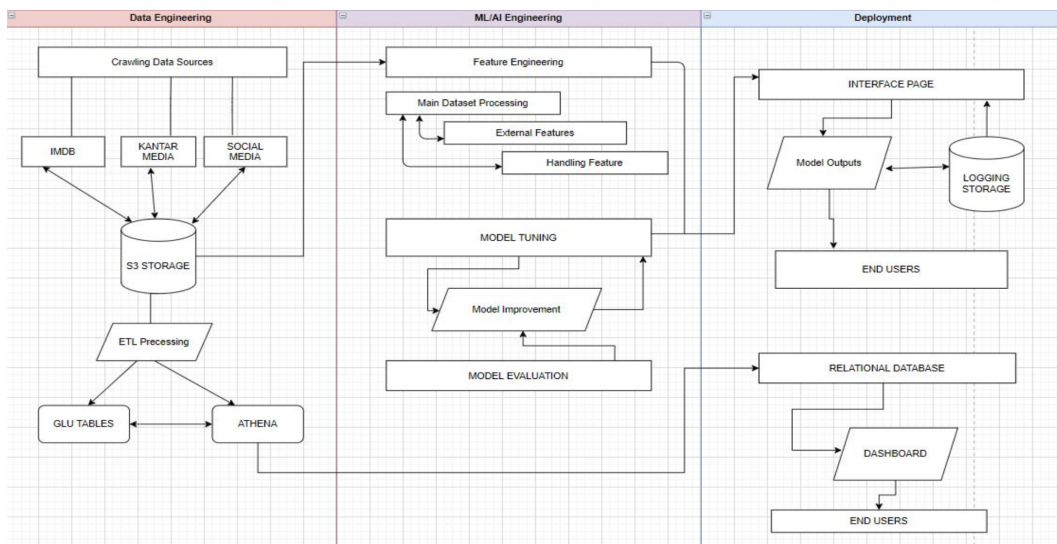 Data Engineering
ML/AI Engineering
Deployment
Crawling Data Sources
IMDB
KANTAR
MEDIA
SOCIAL
MEDIA
S3 STORAGE
ETL Precessing
GLU TABLES
ATHENA
Feature Engineering
Main Dataset Processing
External Features
Handling Feature
MODEL TUNING
Model Improvement
MODEL EVALUATION
INTERFACE PAGE
Model Outputs
LOGGING
STORAGE
END USERS
RELATIONAL DATABASE
DASHBOARD
END USERS